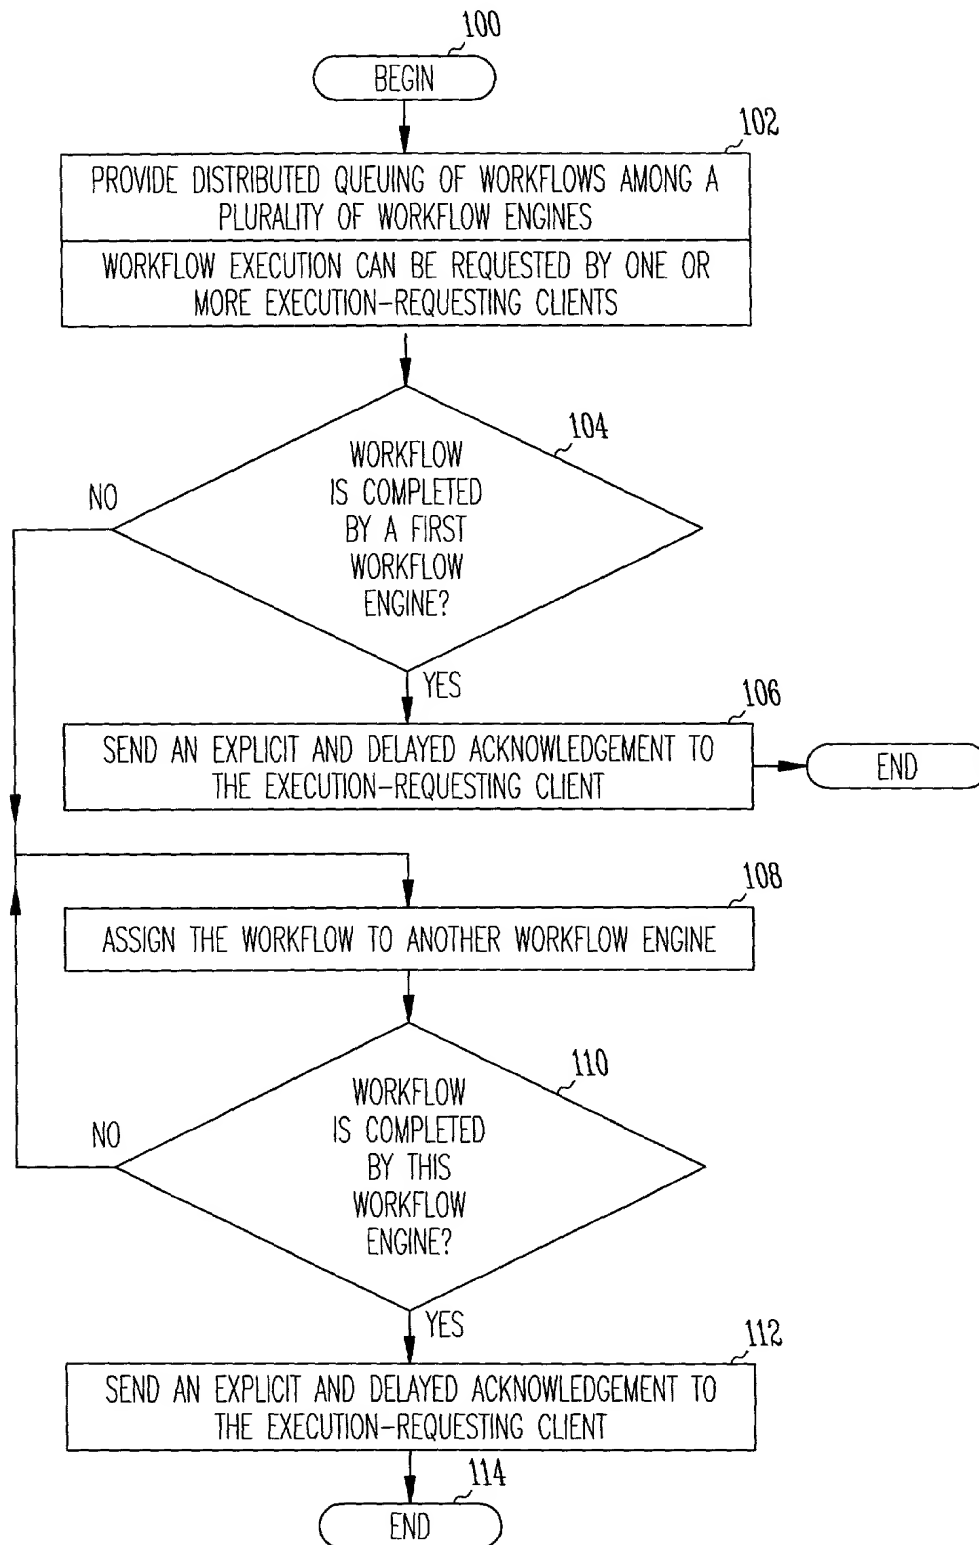 100
BEGIN
102
PROVIDE DISTRIBUTED QUEUING OF WORKFLOWS AMONG A
PLURALITY OF WORKFLOW ENGINES
WORKFLOW EXECUTION CAN BE REQUESTED BY ONE OR
MORE EXECUTION-REQUESTING CLIENTS
104
WORKFLOW
IS COMPLETED
BY A FIRST
WORKFLOW
ENGINE?
NO
YES
106
SEND AN EXPLICIT AND DELAYED ACKNOWLEDGEMENT TO
THE EXECUTION-REQUESTING CLIENT
END
108
ASSIGN THE WORKFLOW TO ANOTHER WORKFLOW ENGINE
110
WORKFLOW
IS COMPLETED
BY THIS
WORKFLOW
ENGINE?
NO
YES
112
SEND AN EXPLICIT AND DELAYED ACKNOWLEDGEMENT TO
THE EXECUTION-REQUESTING CLIENT
114
END